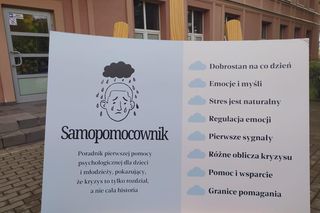 Samopomocownik
Poradnik pierwszej pomocy
psychologicznej dla dzieci
i młodzieży, pokazujący,
że kryzys to tylko rozdział,
a nie cała historia
Dobrostan na co dzień
Emocje i myśli
Stres jest naturalny
Regulacja emocji
Pierwsze sygnały
Różne oblicza kryzysu
Pomoc i wsparcie
Granice pomagania